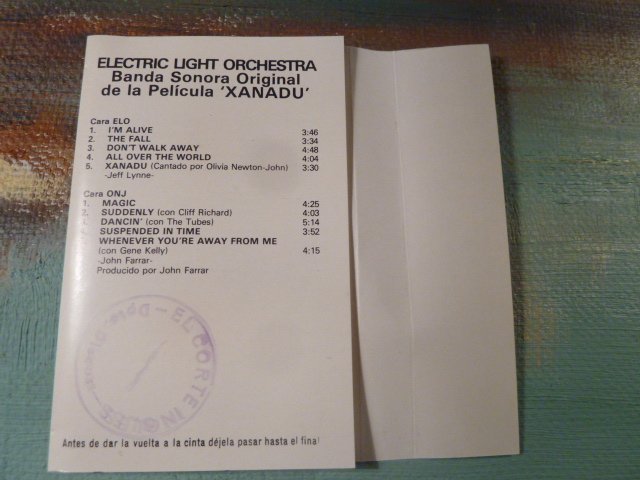 ELECTRIC LIGHT ORCHESTRA
Banda Sonora Original
de la Película 'XANADU'
Cara ELO
1. I'M ALIVE 3:46
2. THE FALL 3:34
3. DON'T WALK AWAY 4:48
4. ALL OVER THE WORLD 4:04
5. XANADU (Cantado por Olivia Newton-John) 3:30
-Jeff Lynne-
Cara ONJ
1. MAGIC 4:25
2. SUDDENLY (con Cliff Richard) 4:03
3. DANCIN' (con The Tubes) 5:14
SUSPENDED IN TIME 3:52
WHENEVER YOU'RE AWAY FROM ME
(con Gene Kelly) 4:15
-John Farrar-
Producido por John Farrar
EL CORTE INGLES
Antes de dar la vuelta a la cinta déjela pasar hasta el final